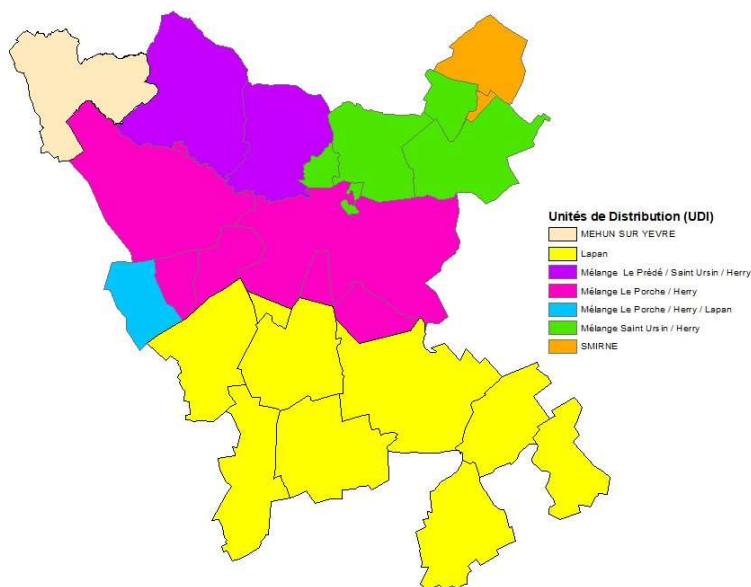 Unités de Distribution (UDI)
MEHUN SUR YEVRE
Lapan
Mélange Le Prédé / Saint Ursin / Herry
Mélange Le Porche / Herry
Mélange Le Porche / Herry / Lapan
Mélange Saint Ursin / Herry
SMIRNE